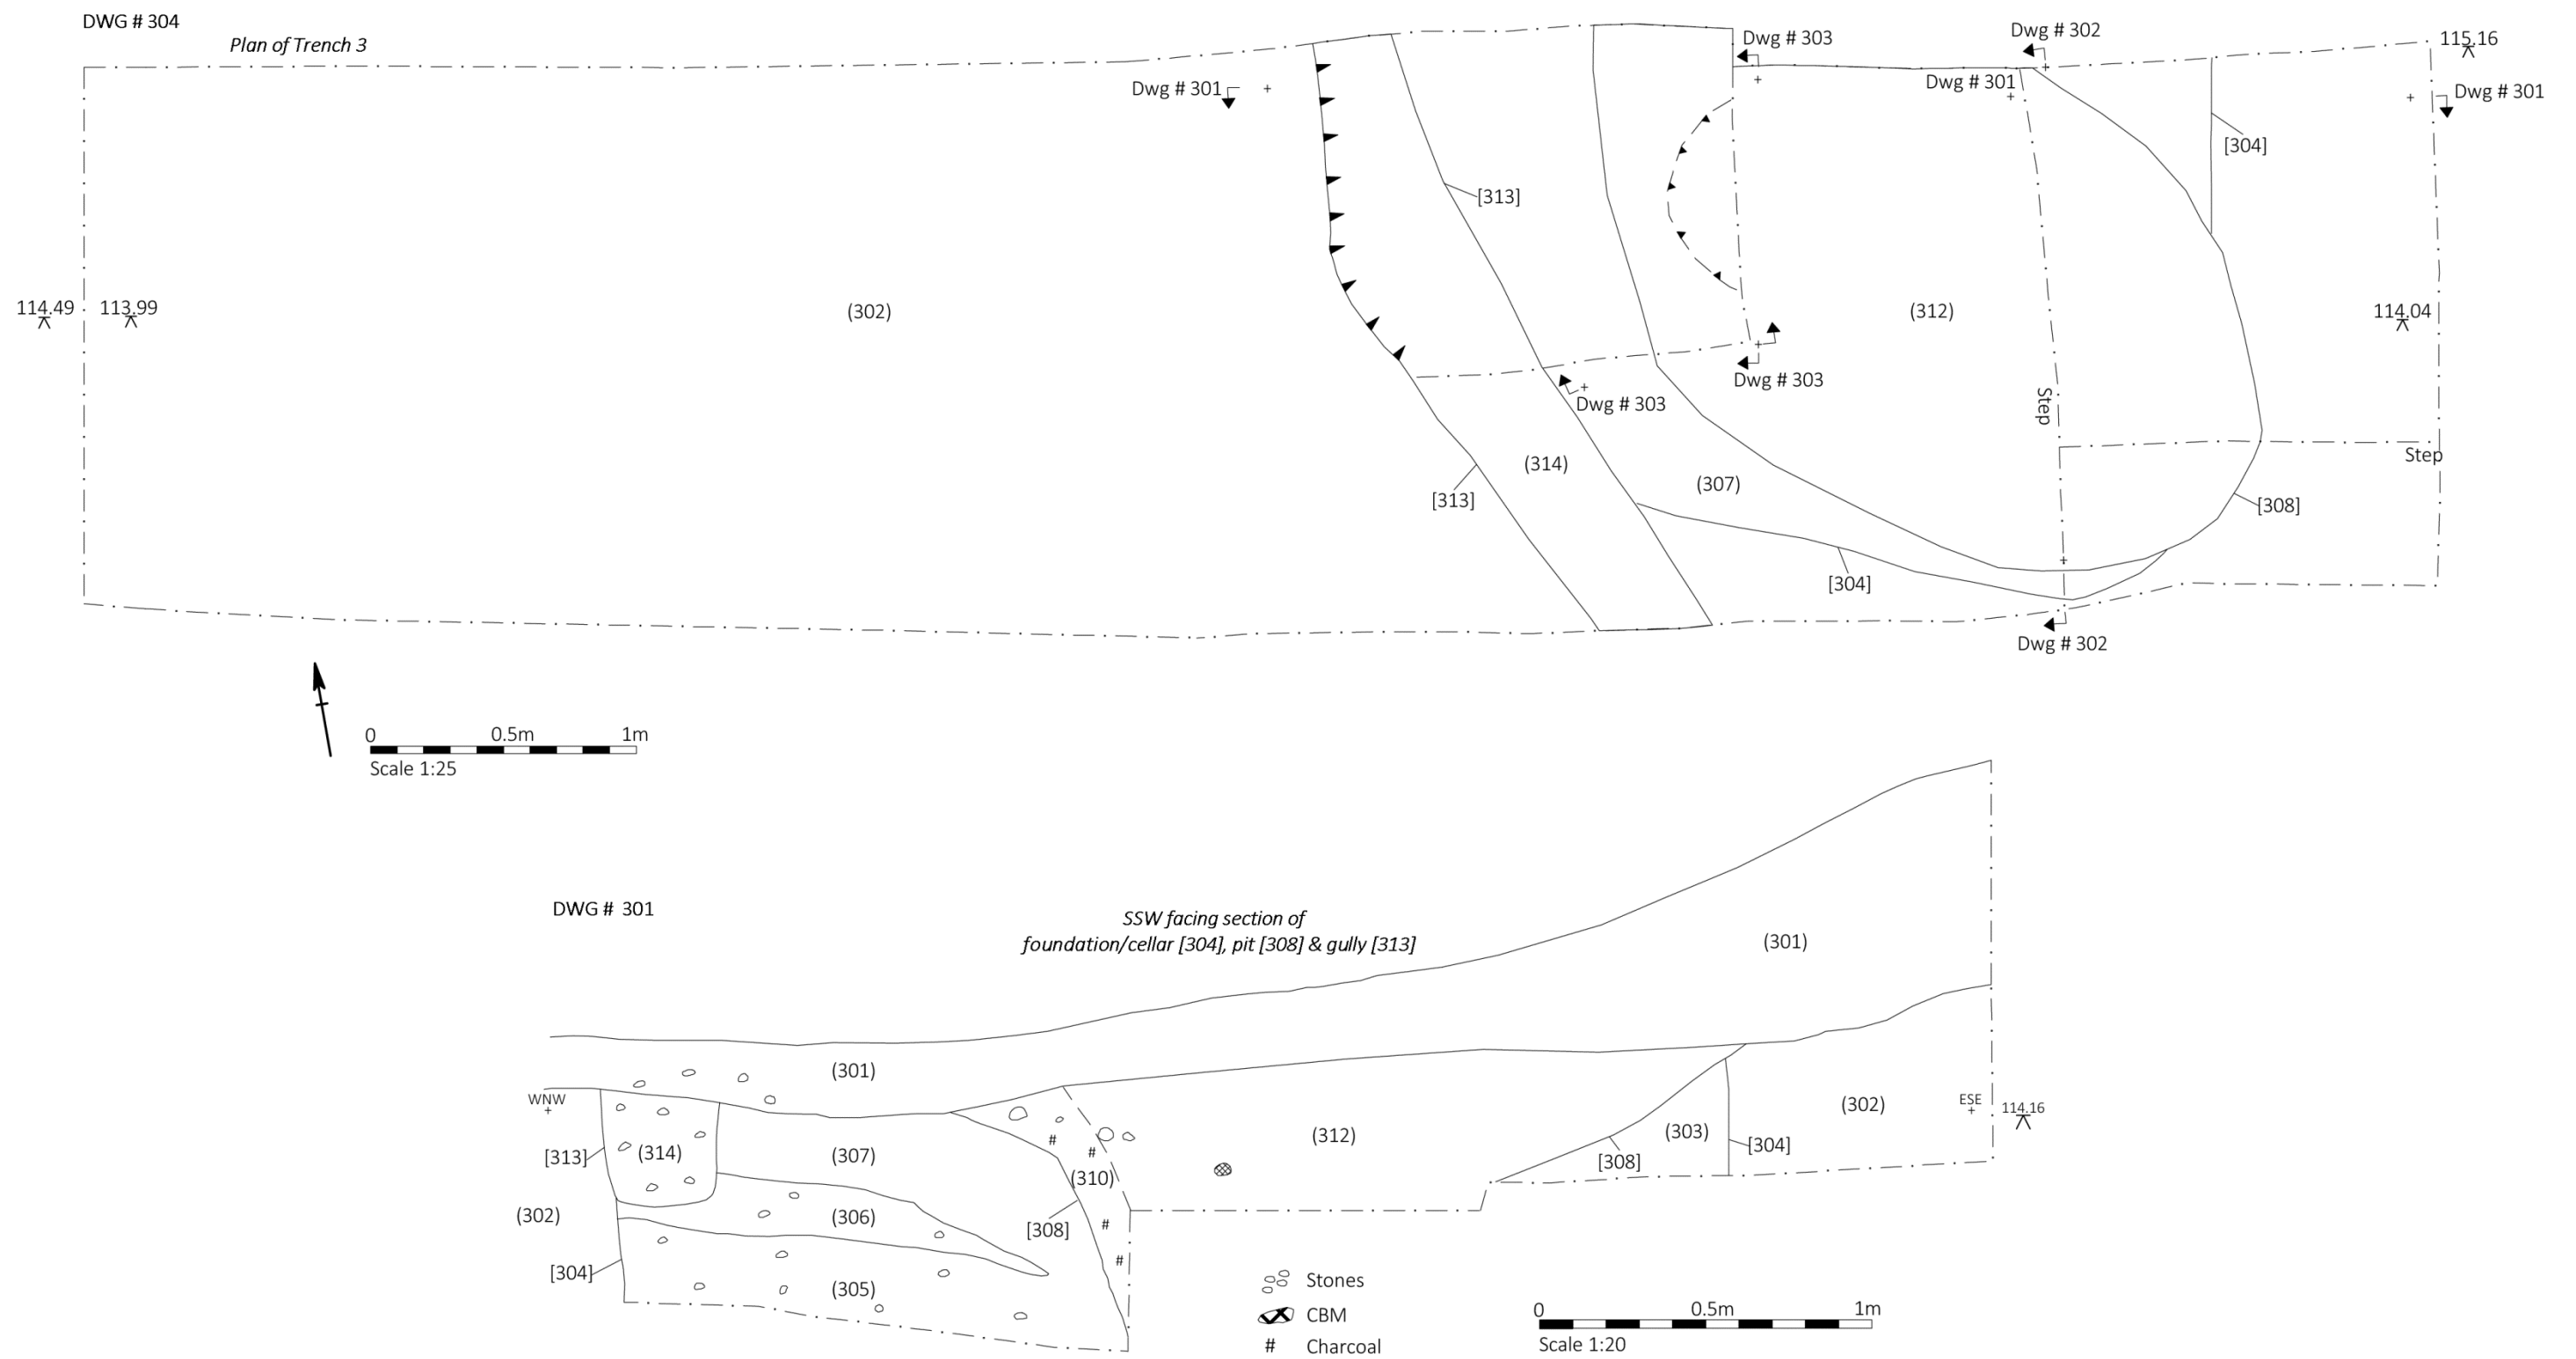 DWG # 304
Plan of Trench 3
Dwg # 303
Dwg # 302
115.16
Dwg # 301
Dwg # 301
Dwg # 301
[304]
[313]
114.49
113.99
(302)
(312)
114.04
Dwg # 303
Dwg # 303
Step
Step
(314)
(307)
[313]
[308]
[304]
Dwg # 302
0 0.5m 1m
Scale 1:25
DWG # 301
SSW facing section of
foundation/cellar [304], pit [308] & gully [313]
(301)
(301)
WNW
ESE
114.16
(302)
(312)
(303)
[304]
[313]
(314)
(307)
[308]
(310)
(302)
(306)
[308]
[304]
(305)
Stones
CBM
# Charcoal
0 0.5m 1m
Scale 1:20
#
#
#
#